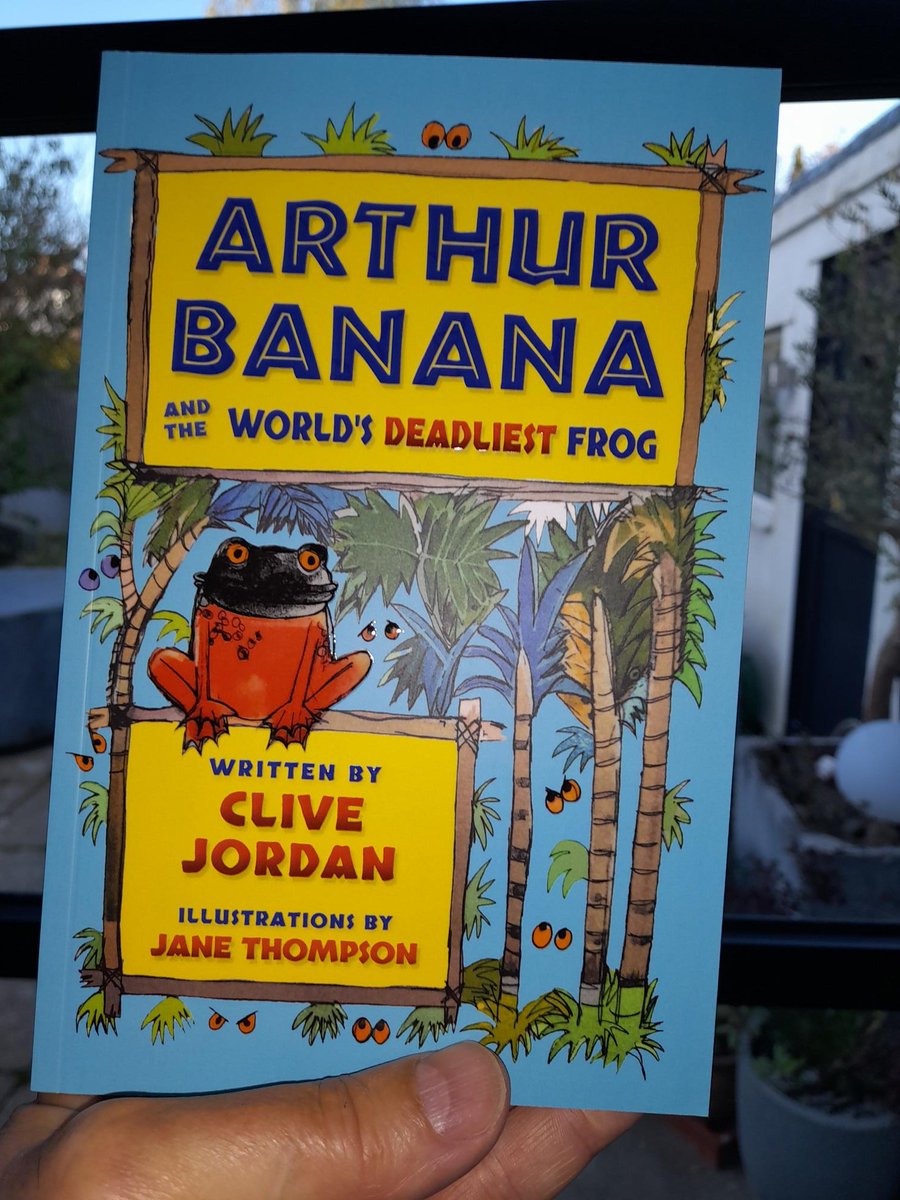 ARTHUR
BANANA
AND THE WORLD'S DEADLIEST FROG
WRITTEN BY
CLIVE
JORDAN
ILLUSTRATIONS BY
JANE THOMPSON